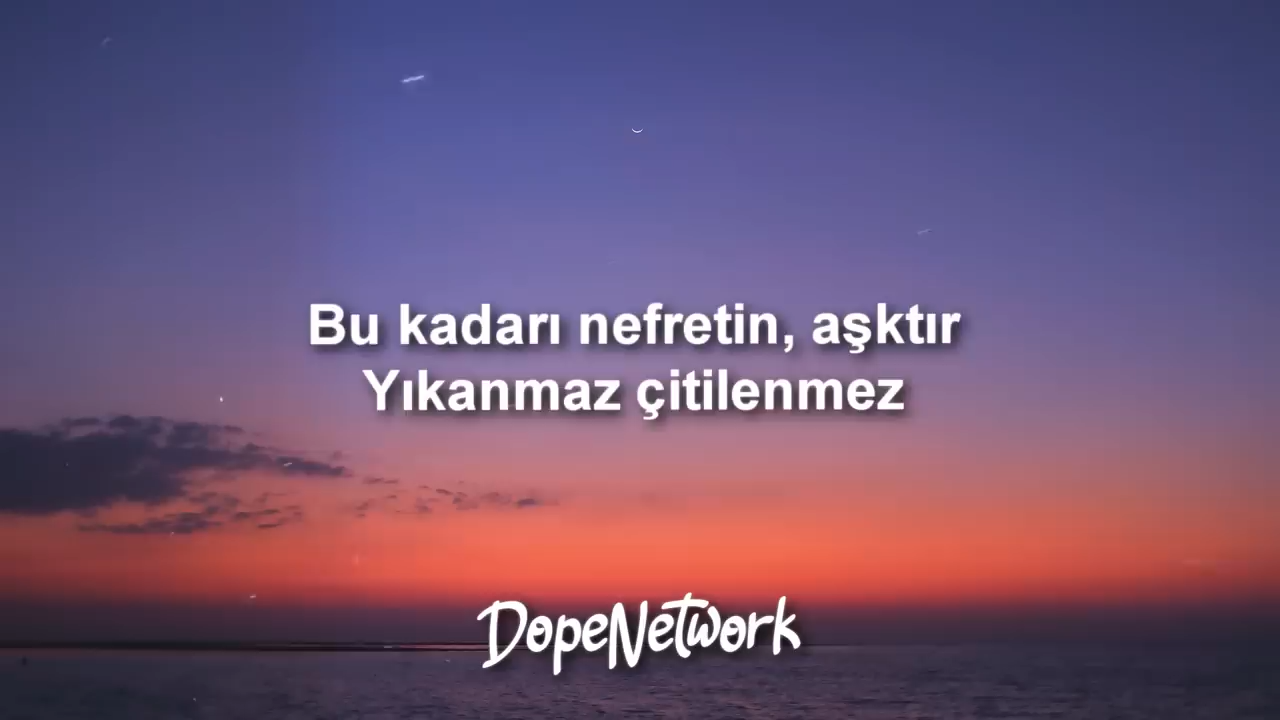 Bu kadarı nefretin, aşktır
Yıkanmaz çitilenmez
DopeNetwork